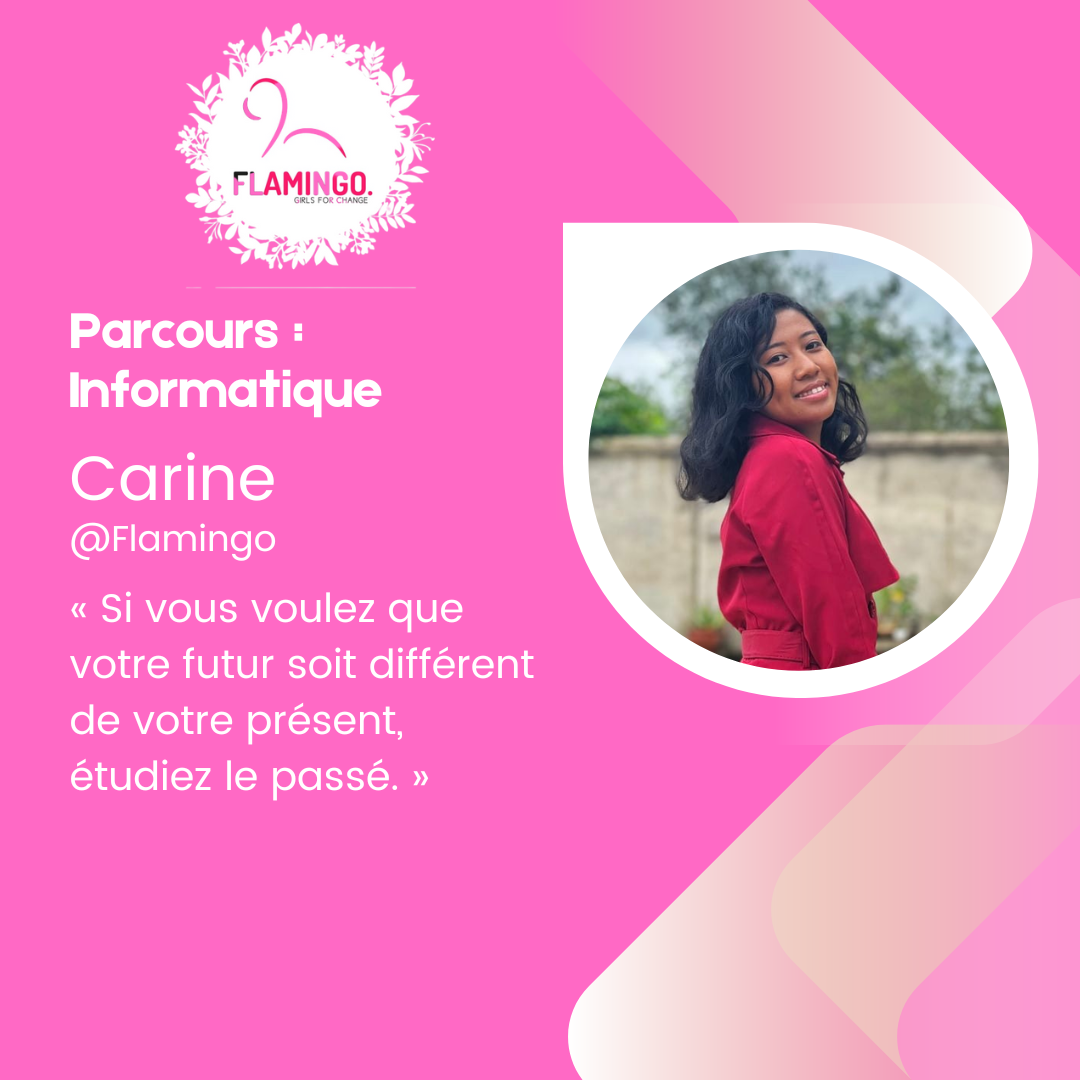 FLAMINGO.
GIRLS FOR CHANGE
Parcours :
Informatique
Carine
@Flamingo
« Si vous voulez que
votre futur soit différent
de votre présent,
étudiez le passé. »